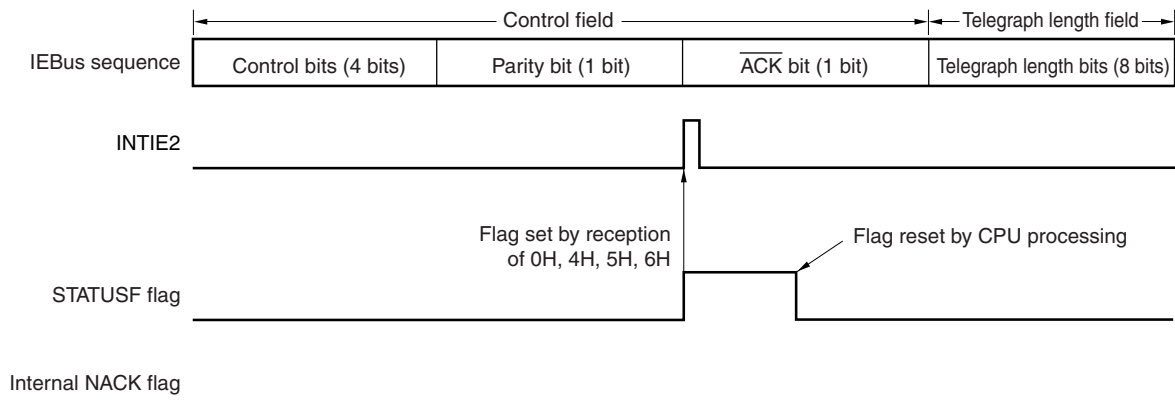 Control field
Telegraph length field
IEBus sequence
Control bits (4 bits)
Parity bit (1 bit)
ACK bit (1 bit)
Telegraph length bits (8 bits)
INTIE2
Flag set by reception
of 0H, 4H, 5H, 6H
Flag reset by CPU processing
STATUSF flag
Internal NACK flag